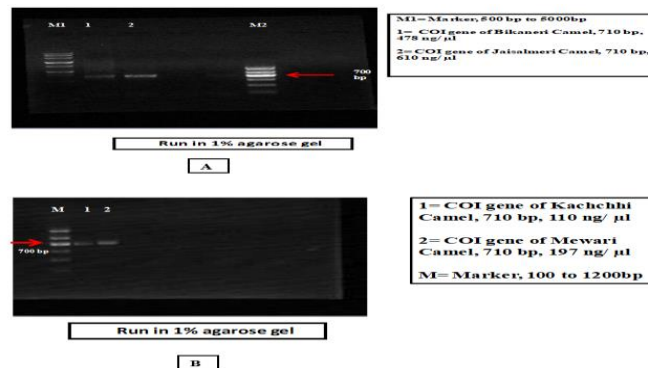 M1 1 2 M2
700
bp
M1= Marker, 500 bp to 5000bp
1= COI gene of Bikaneri Camel, 710 bp,
478 ng/ µl
2= COI gene of Jaisalmeri Camel, 710 bp,
610 ng/ µl
Run in 1% agarose gel
A
M 1 2
700 bp
1= COI gene of Kachchhi
Camel, 710 bp, 110 ng/ µl
2= COI gene of Mewari
Camel, 710 bp, 197 ng/ µl
M= Marker, 100 to 1200bp
Run in 1% agarose gel
B